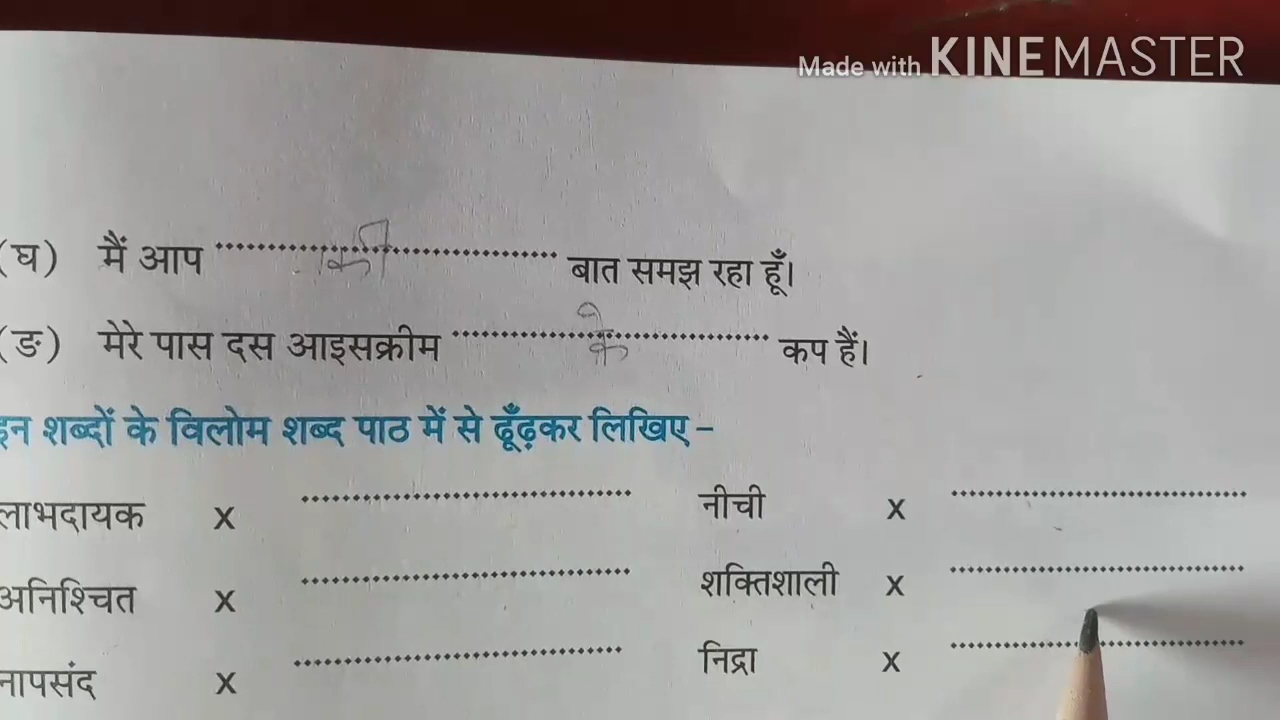 Made with KINEMASTER
(घ) मैं आप की बात समझ रहा हूँ।
(ङ) मेरे पास दस आइसक्रीम के कप हैं।
इन शब्दों के विलोम शब्द पाठ में से ढूँढ़कर लिखिए –
लाभदायक x नीची x
अनिश्चित x शक्तिशाली x
नापसंद x निद्रा x